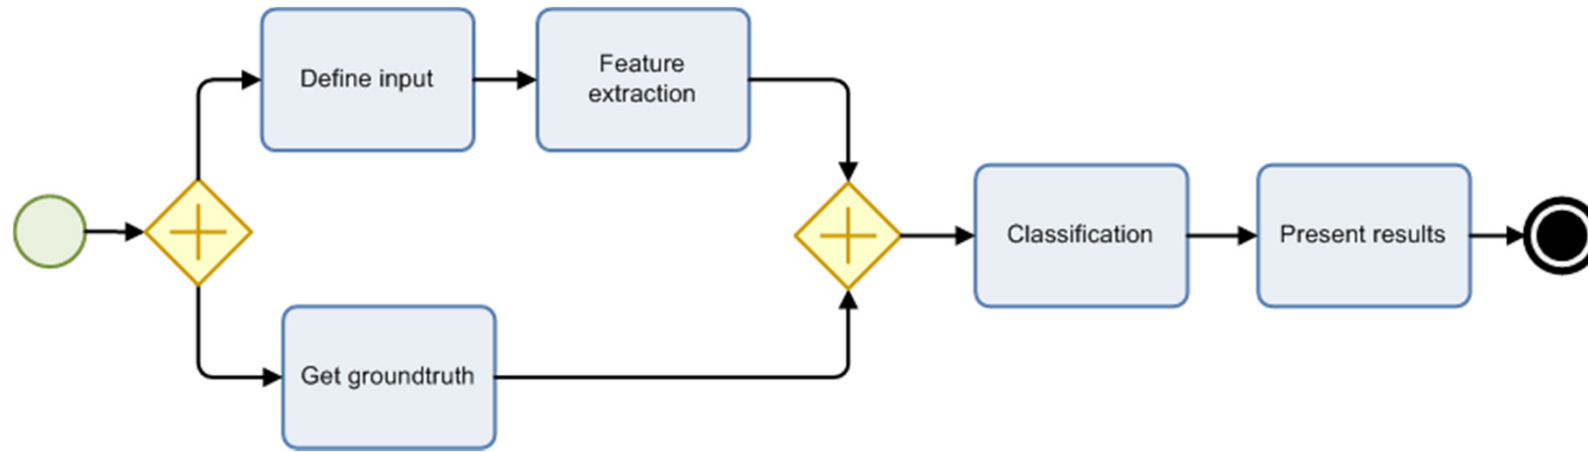 Define input
Feature
extraction
Get groundtruth
Classification
Present results